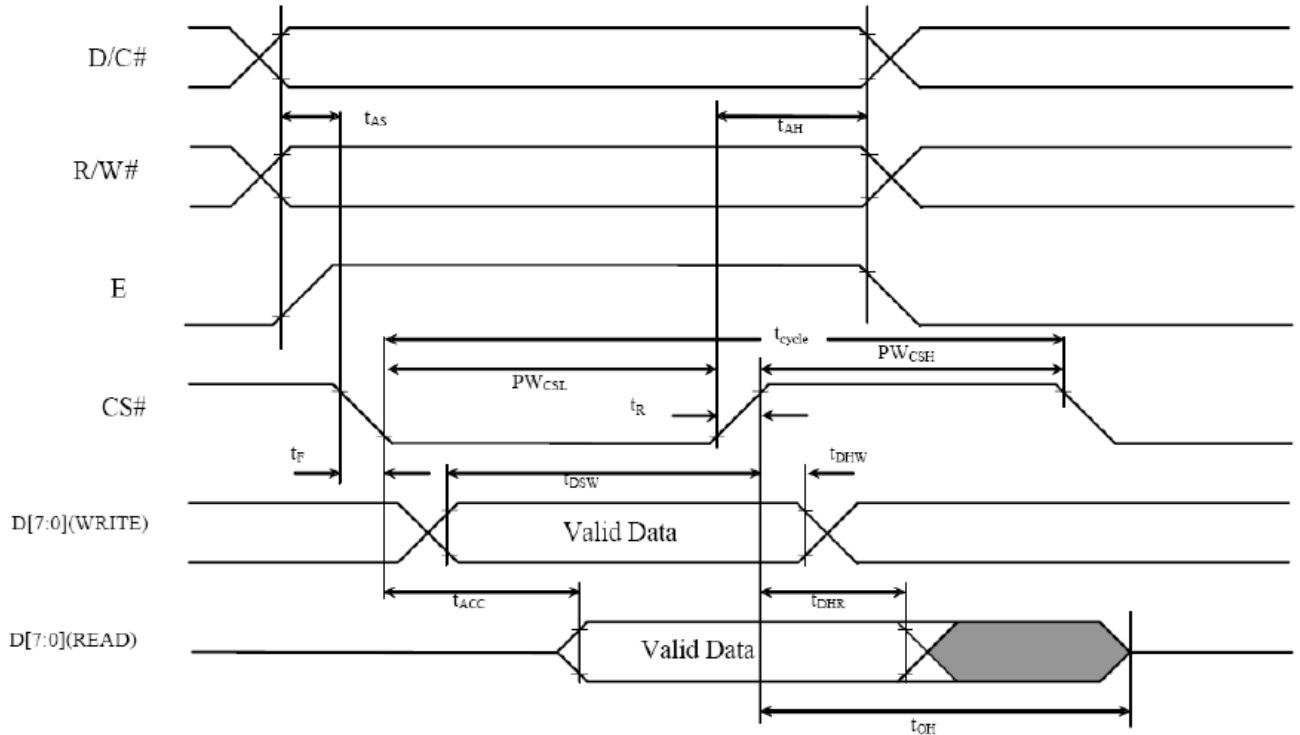 D/C#
tAS
tAH
R/W#
E
tcycle
PWCSL
PWCSH
CS#
tR
tF
tDSW
tDHW
D[7:0](WRITE)
Valid Data
tACC
tDHR
D[7:0](READ)
Valid Data
tOH